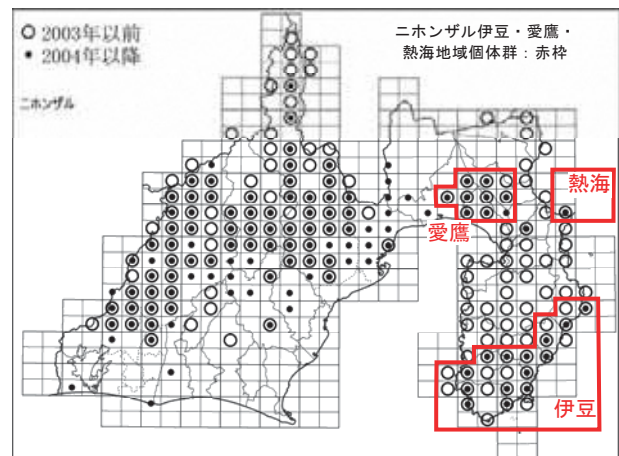 ○ 2003年以前
• 2004年以降
ニホンザル
ニホンザル伊豆・愛鷹・
熱海地域個体群：赤枠
熱海
愛鷹
伊豆